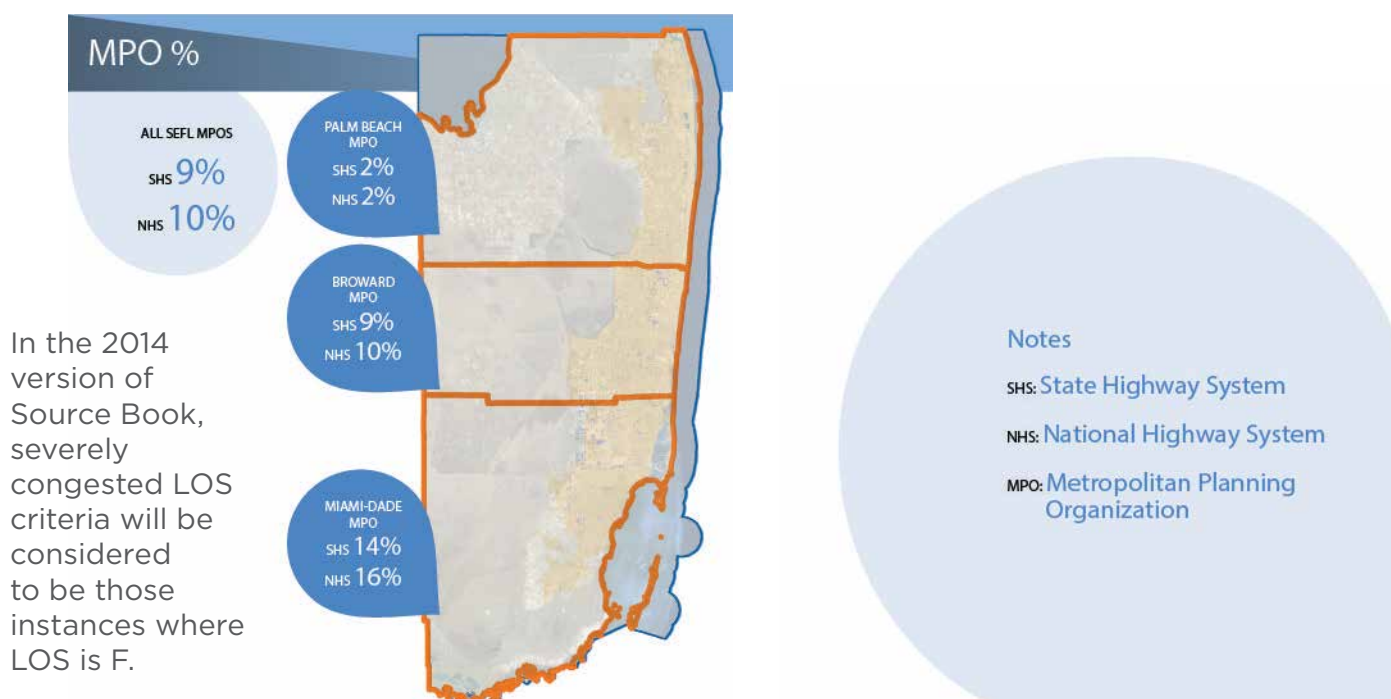 MPO %
ALL SEFL MPOS
SHS 9%
NHS 10%
PALM BEACH
MPO
SHS 2%
NHS 2%
BROWARD
MPO
SHS 9%
NHS 10%
MIAMI-DADE
MPO
SHS 14%
NHS 16%
In the 2014
version of
Source Book,
severely
congested LOS
criteria will be
considered
to be those
instances where
LOS is F.
Notes
SHS: State Highway System
NHS: National Highway System
MPO: Metropolitan Planning
Organization